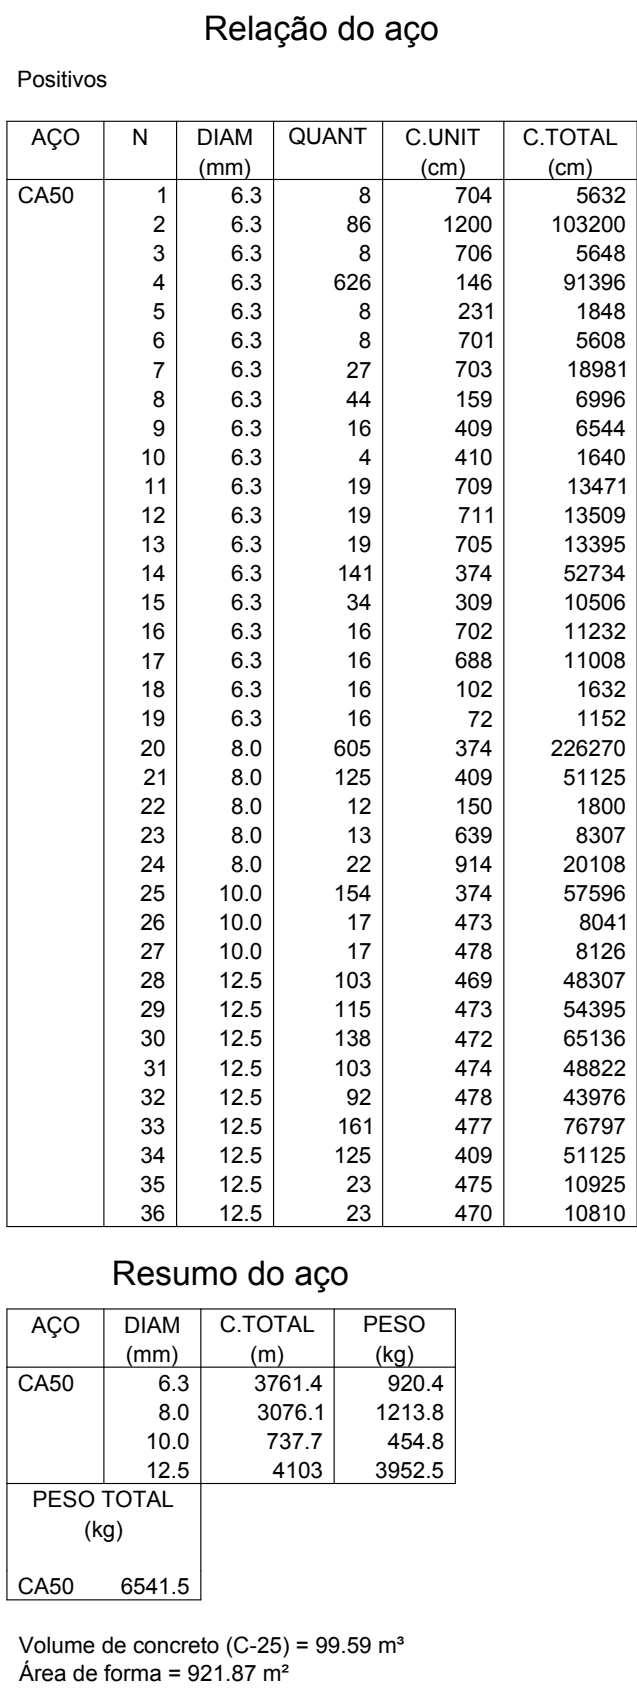 Relação do aço
Positivos
AÇO N DIAM QUANT C.UNIT C.TOTAL
(mm) (cm) (cm)
CA50 1 6.3 8 704 5632
2 6.3 86 1200 103200
3 6.3 8 706 5648
4 6.3 626 146 91396
5 6.3 8 231 1848
6 6.3 8 701 5608
7 6.3 27 703 18981
8 6.3 44 159 6996
9 6.3 16 409 6544
10 6.3 4 410 1640
11 6.3 19 709 13471
12 6.3 19 711 13509
13 6.3 19 705 13395
14 6.3 141 374 52734
15 6.3 34 309 10506
16 6.3 16 702 11232
17 6.3 16 688 11008
18 6.3 16 102 1632
19 6.3 16 72 1152
20 8.0 605 374 226270
21 8.0 125 409 51125
22 8.0 12 150 1800
23 8.0 13 639 8307
24 8.0 22 914 20108
25 10.0 154 374 57596
26 10.0 17 473 8041
27 10.0 17 478 8126
28 12.5 103 469 48307
29 12.5 115 473 54395
30 12.5 138 472 65136
31 12.5 103 474 48822
32 12.5 92 478 43976
33 12.5 161 477 76797
34 12.5 125 409 51125
35 12.5 23 475 10925
36 12.5 23 470 10810
Resumo do aço
AÇO DIAM C.TOTAL PESO
(mm) (m) (kg)
CA50 6.3 3761.4 920.4
8.0 3076.1 1213.8
10.0 737.7 454.8
12.5 4103 3952.5
PESO TOTAL
(kg)
CA50 6541.5
Volume de concreto (C-25) = 99.59 m³
Área de forma = 921.87 m²